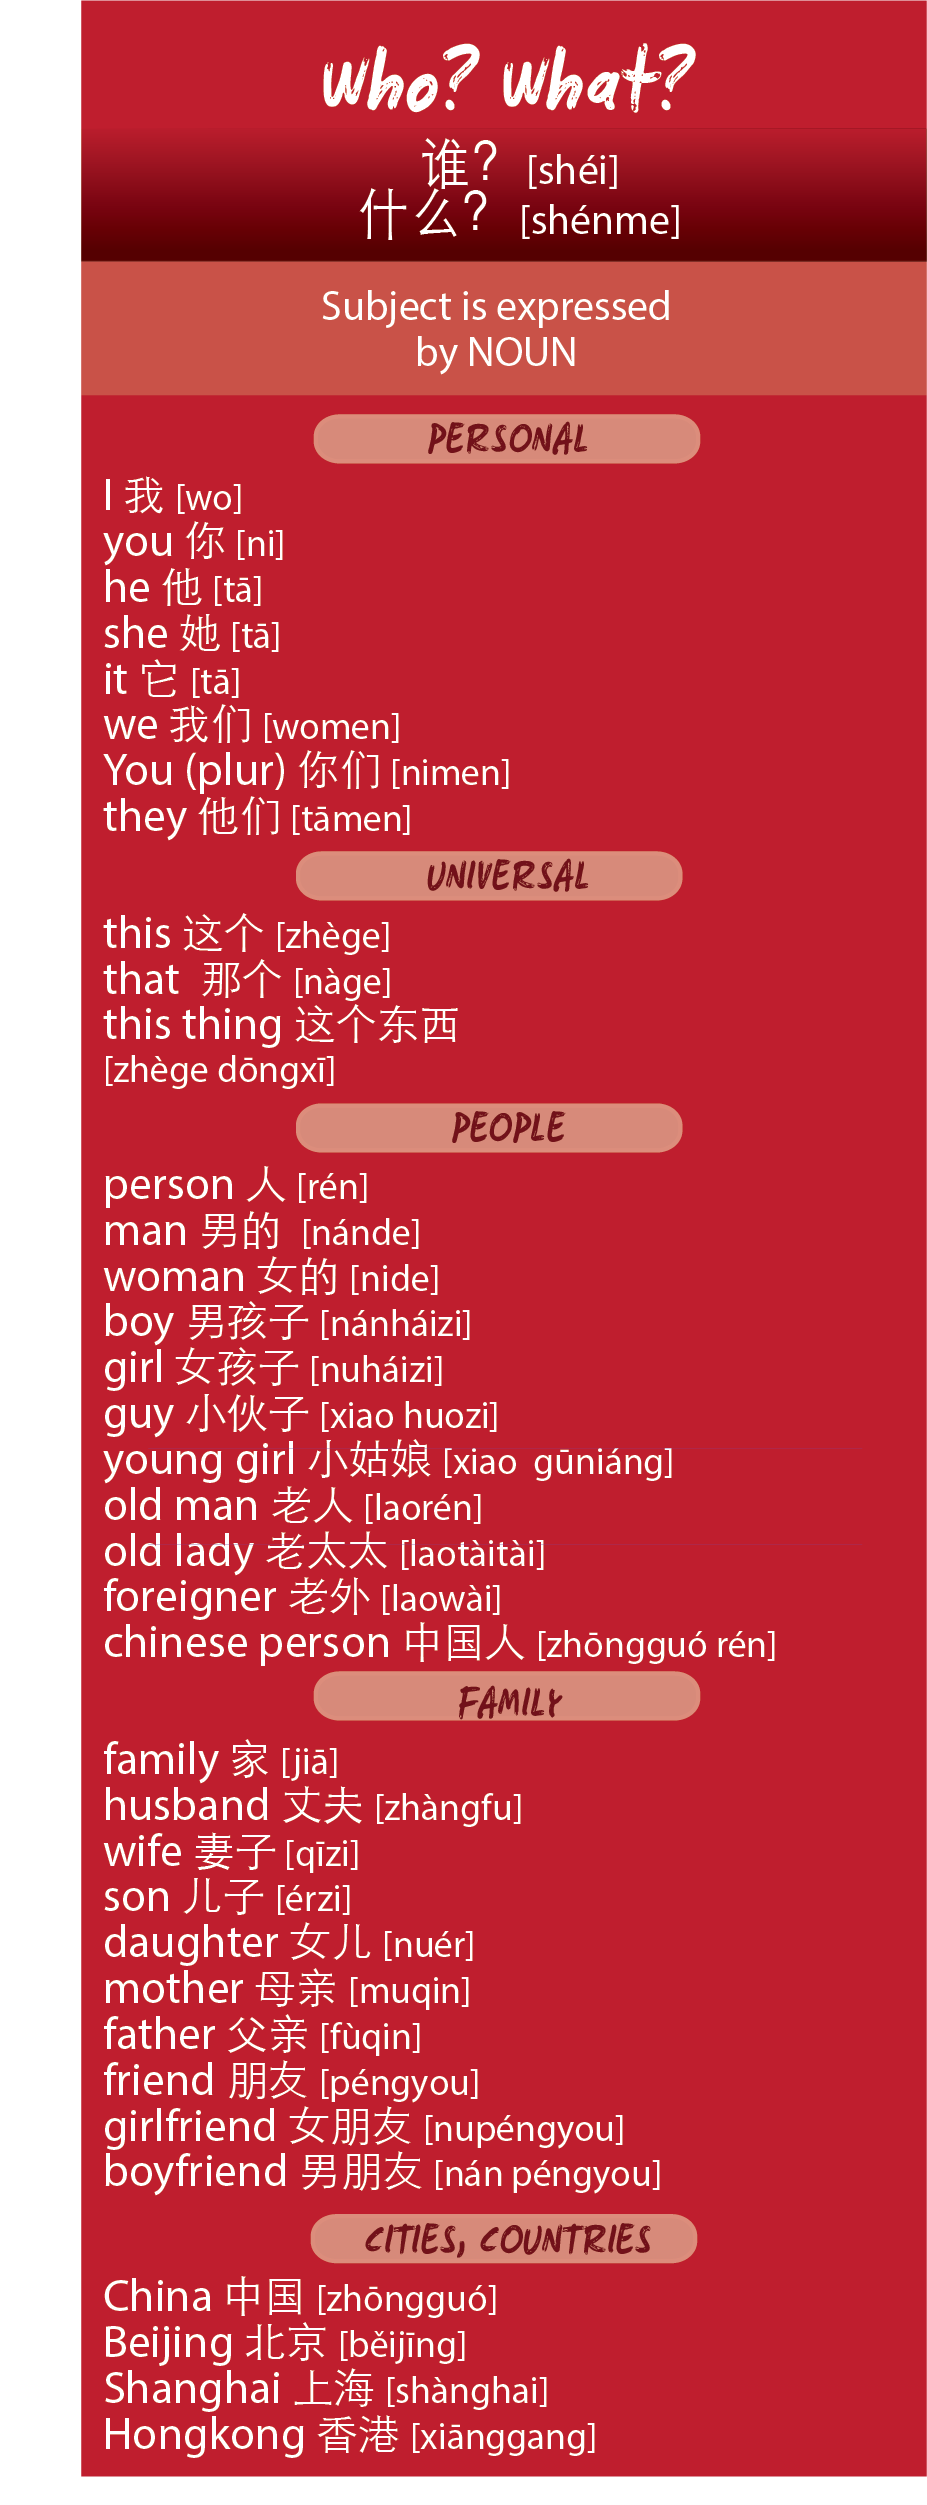 Who? What?
谁? [shéi]
什么? [shénme]
Subject is expressed
by NOUN
PERSONAL
I 我 [wo]
you 你 [ni]
he 他 [tā]
she 她 [tā]
it 它 [tā]
we 我们 [women]
You (plur) 你们 [nimen]
they 他们 [tāmen]
UNIVERSAL
this 这个 [zhège]
that 那个 [nàge]
this thing 这个东西
[zhège dōngxī]
PEOPLE
person 人 [rén]
man 男的 [nánde]
woman 女的 [nide]
boy 男孩子 [nánháizi]
girl 女孩子 [nuháizi]
guy 小伙子 [xiao huozi]
young girl 小姑娘 [xiao gūniáng]
old man 老人 [laorén]
old lady 老太太 [laotàitài]
foreigner 老外 [laowài]
chinese person 中国人 [zhōngguó rén]
FAMILY
family 家 [jiā]
husband 丈夫 [zhàngfu]
wife 妻子 [qīzi]
son 儿子 [érzi]
daughter 女儿 [nuér]
mother 母亲 [muqin]
father 父亲 [fùqin]
friend 朋友 [péngyou]
girlfriend 女朋友 [nupéngyou]
boyfriend 男朋友 [nán péngyou]
CITIES, COUNTRIES
China 中国 [zhōngguó]
Beijing 北京 [běijīng]
Shanghai 上海 [shànghai]
Hongkong 香港 [xiānggang]